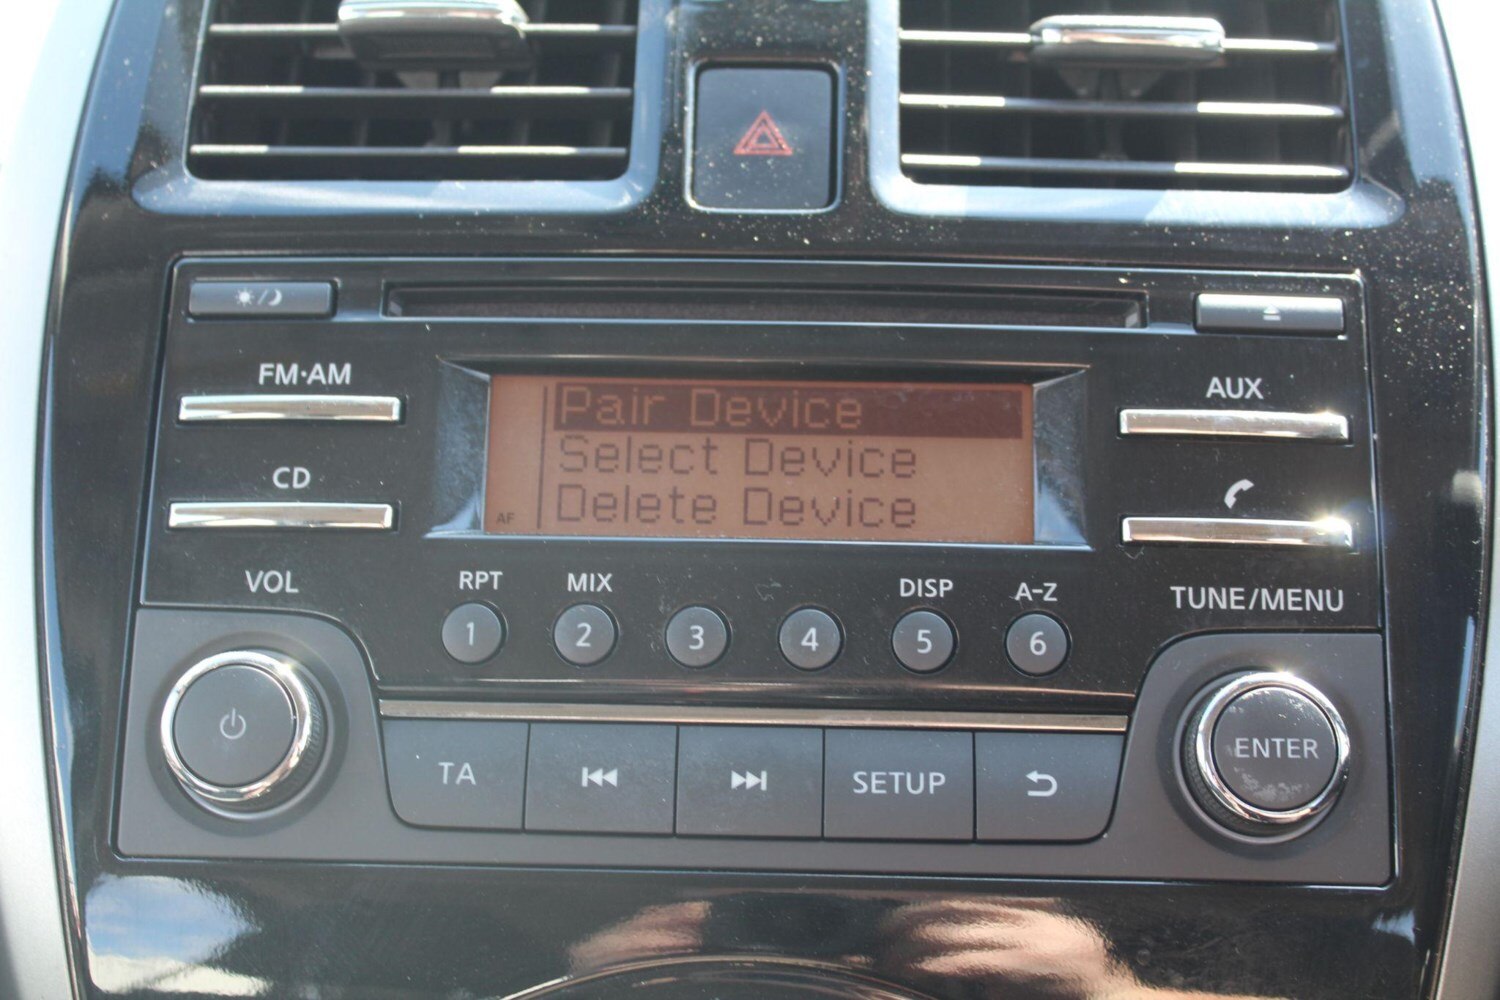 FM·AM
AUX
CD
Pair Device
Select Device
Delete Device
AF
VOL
RPT
MIX
DISP
A-Z
TUNE/MENU
1
2
3
4
5
6
TA
SETUP
ENTER